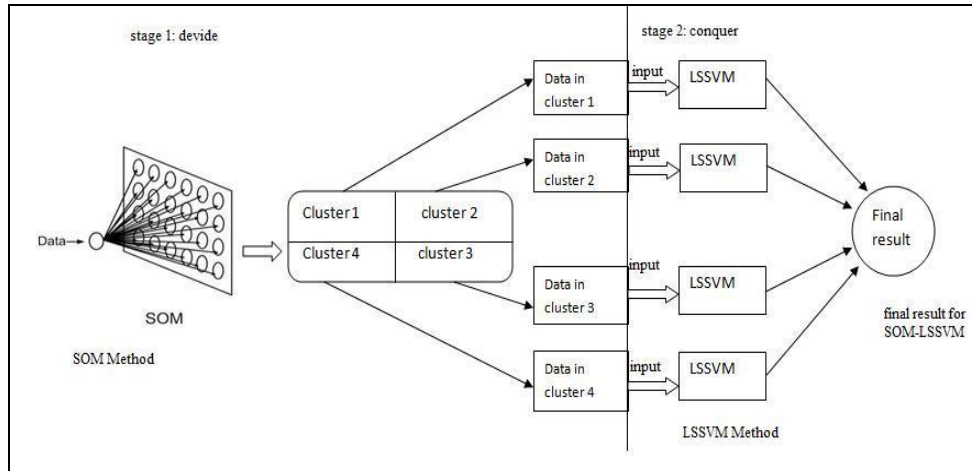 stage 1: devide
stage 2: conquer
Data
SOM
SOM Method
Cluster 1
cluster 2
Cluster 4
cluster 3
Data in
cluster 1
input
LSSVM
Data in
cluster 2
input
LSSVM
Data in
cluster 3
input
LSSVM
Data in
cluster 4
input
LSSVM
Final
result
final result for
SOM-LSSVM
LSSVM Method